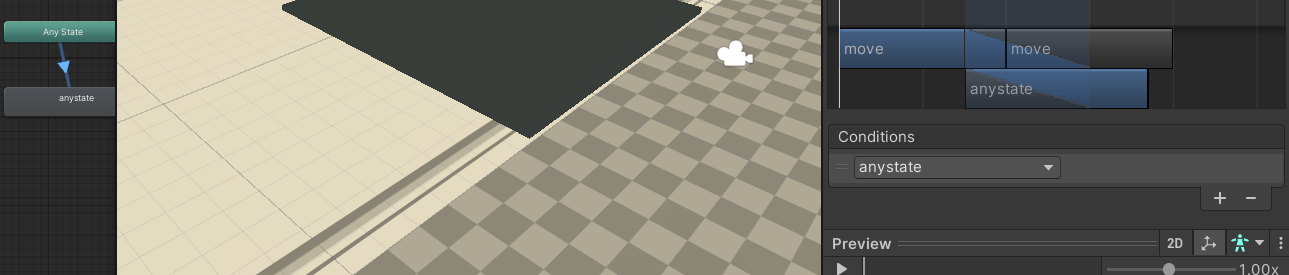 Any State
anystate
move
move
anystate
Conditions
anystate
Preview
2D
1.00x